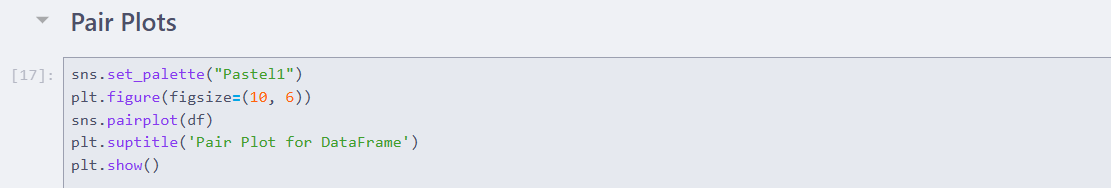 Pair Plots
[17]:
sns.set_palette("Pastel1")
plt.figure(figsize=(10, 6))
sns.pairplot(df)
plt.suptitle('Pair Plot for DataFrame')
plt.show()